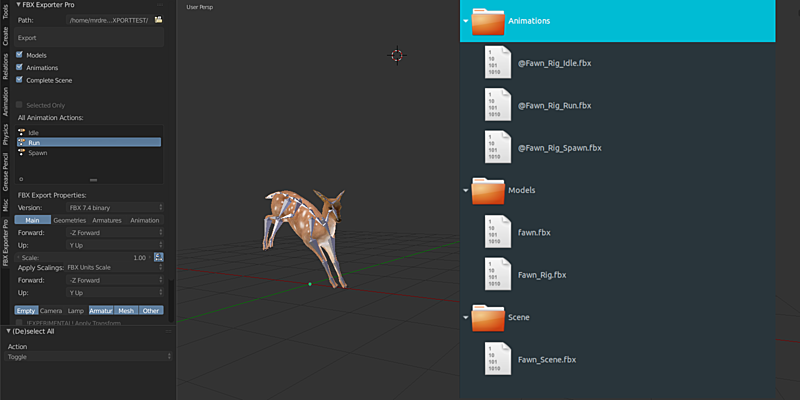 FBX Exporter Pro
Path: /home/mrdre...XPORTTEST/
Export
Models
Animations
Complete Scene
Selected Only
All Animation Actions:
Idle
Run
Spawn
FBX Export Properties:
Version: FBX 7.4 binary
Main Geometries Armatures Animation
Forward: -Z Forward
Up: Y Up
Scale: 1.00
Apply Scalings: FBX Units Scale
Forward: -Z Forward
Up: Y Up
Empty Camera Lamp Armatur Mesh Other
(EXPERIMENTAL!) Apply Transform
(De)select All
Action
Toggle
Tools
Create
Relations
Animation
Physics
Grease Pencil
Misc
FBX Exporter Pro
User Persp
Animations
@Fawn_Rig_Idle.fbx
@Fawn_Rig_Run.fbx
@Fawn_Rig_Spawn.fbx
Models
fawn.fbx
Fawn_Rig.fbx
Scene
Fawn_Scene.fbx